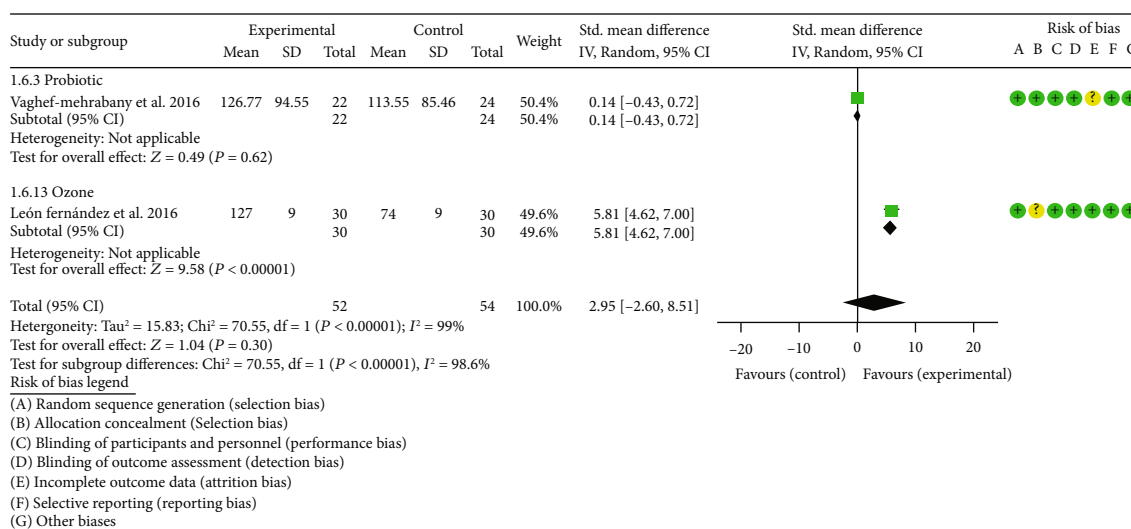 Study or subgroup Experimental Control Weight Std. mean difference Std. mean difference Risk of bias
Mean SD Total Mean SD Total IV, Random, 95% CI IV, Random, 95% CI A B C D E F G
1.6.3 Probiotic
Vaghef-mehrabany et al. 2016 126.77 94.55 22 113.55 85.46 24 50.4% 0.14 [–0.43, 0.72] + + + + ? + +
Subtotal (95% CI) 22 24 50.4% 0.14 [–0.43, 0.72]
Heterogeneity: Not applicable
Test for overall effect: Z = 0.49 (P = 0.62)
1.6.13 Ozone
León fernández et al. 2016 127 9 30 74 9 30 49.6% 5.81 [4.62, 7.00] + ? + + + + +
Subtotal (95% CI) 30 30 49.6% 5.81 [4.62, 7.00]
Heterogeneity: Not applicable
Test for overall effect: Z = 9.58 (P < 0.00001)
Total (95% CI) 52 54 100.0% 2.95 [–2.60, 8.51]
Hetergoneity: Tau² = 15.83; Chi² = 70.55, df = 1 (P < 0.00001); I² = 99%
Test for overall effect: Z = 1.04 (P = 0.30)
Test for subgroup differences: Chi² = 70.55, df = 1 (P < 0.00001), I² = 98.6%
–20 –10 0 10 20
Favours (control) Favours (experimental)
Risk of bias legend
(A) Random sequence generation (selection bias)
(B) Allocation concealment (Selection bias)
(C) Blinding of participants and personnel (performance bias)
(D) Blinding of outcome assessment (detection bias)
(E) Incomplete outcome data (attrition bias)
(F) Selective reporting (reporting bias)
(G) Other biases